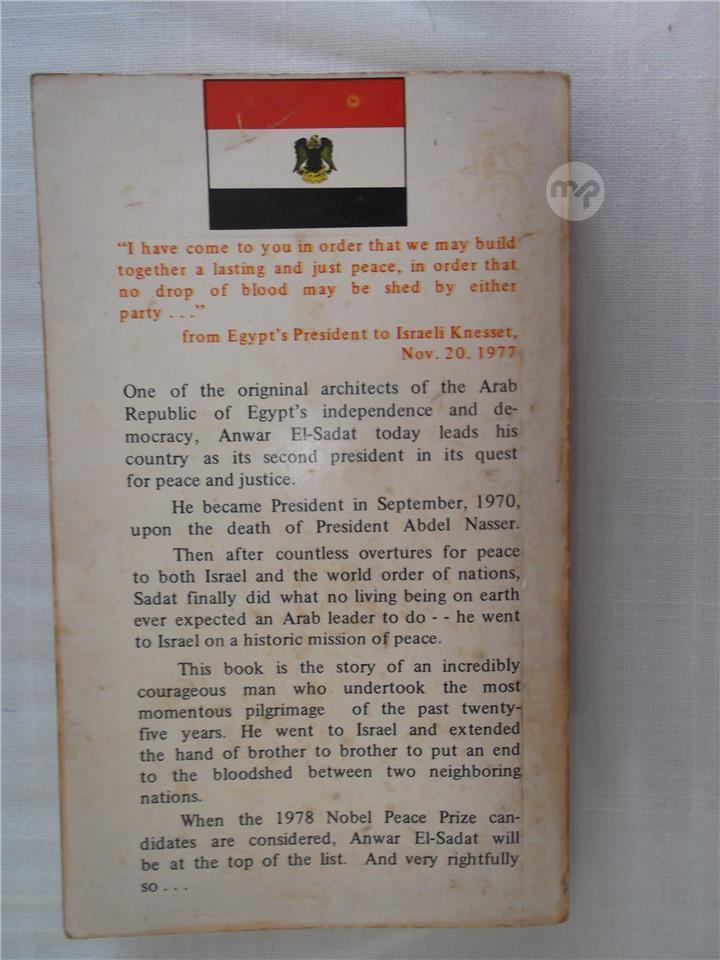 “I have come to you in order that we may build
together a lasting and just peace, in order that
no drop of blood may be shed by either
party . . .”
from Egypt’s President to Israeli Knesset,
Nov. 20. 1977
One of the origninal architects of the Arab
Republic of Egypt’s independence and de-
mocracy, Anwar El-Sadat today leads his
country as its second president in its quest
for peace and justice.
He became President in September, 1970,
upon the death of President Abdel Nasser.
Then after countless overtures for peace
to both Israel and the world order of nations,
Sadat finally did what no living being on earth
ever expected an Arab leader to do - - he went
to Israel on a historic mission of peace.
This book is the story of an incredibly
courageous man who undertook the most
momentous pilgrimage of the past twenty-
five years. He went to Israel and extended
the hand of brother to brother to put an end
to the bloodshed between two neighboring
nations.
When the 1978 Nobel Peace Prize can-
didates are considered, Anwar El-Sadat will
be at the top of the list. And very rightfully
so . . .